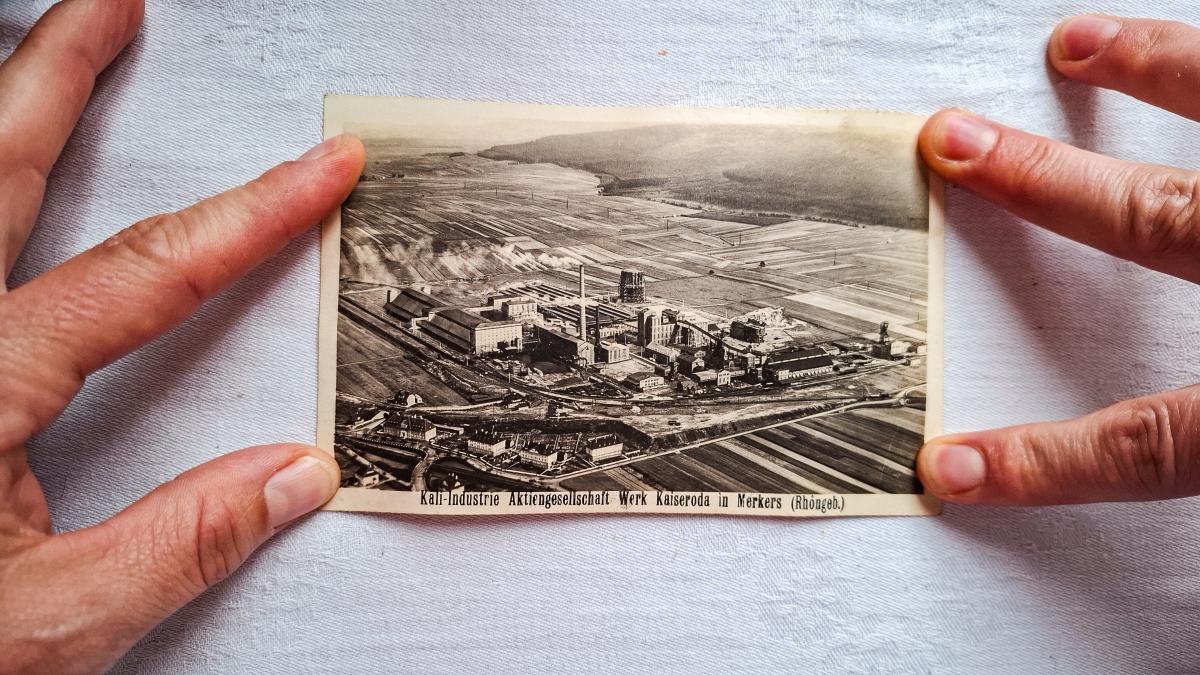 Kali-Industrie Aktiengesellschaft Werk Kaiseroda in Merkers (Rhöngeb.)